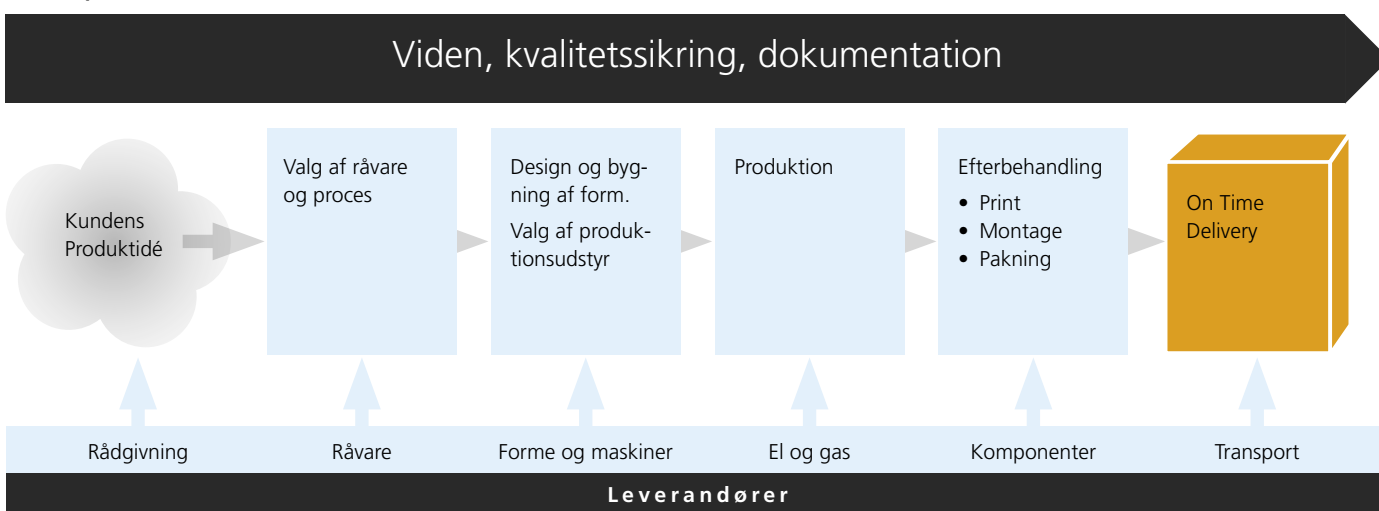 Viden, kvalitetssikring, dokumentation
Kundens
Produktidé
Valg af råvare
og proces
Design og byg-
ning af form.
Valg af produk-
tionsudstyr
Produktion
Efterbehandling
• Print
• Montage
• Pakning
On Time
Delivery
Rådgivning
Råvare
Forme og maskiner
El og gas
Komponenter
Transport
Leverandører